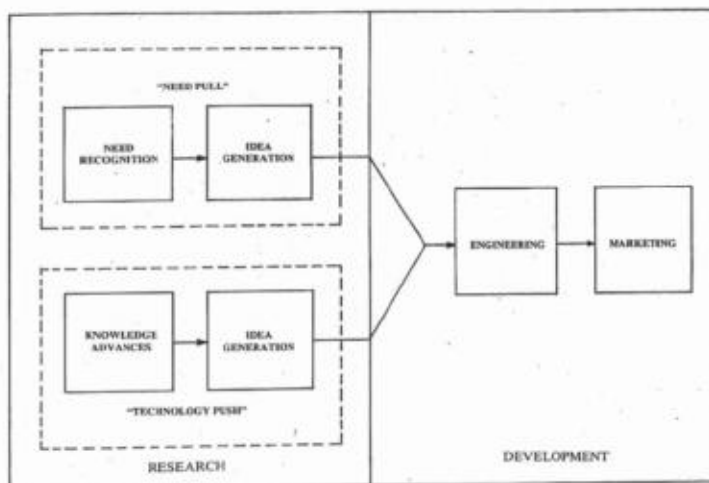 "NEED PULL"
NEED
RECOGNITION
IDEA
GENERATION
ENGINEERING
MARKETING
KNOWLEDGE
ADVANCES
IDEA
GENERATION
"TECHNOLOGY PUSH"
RESEARCH
DEVELOPMENT